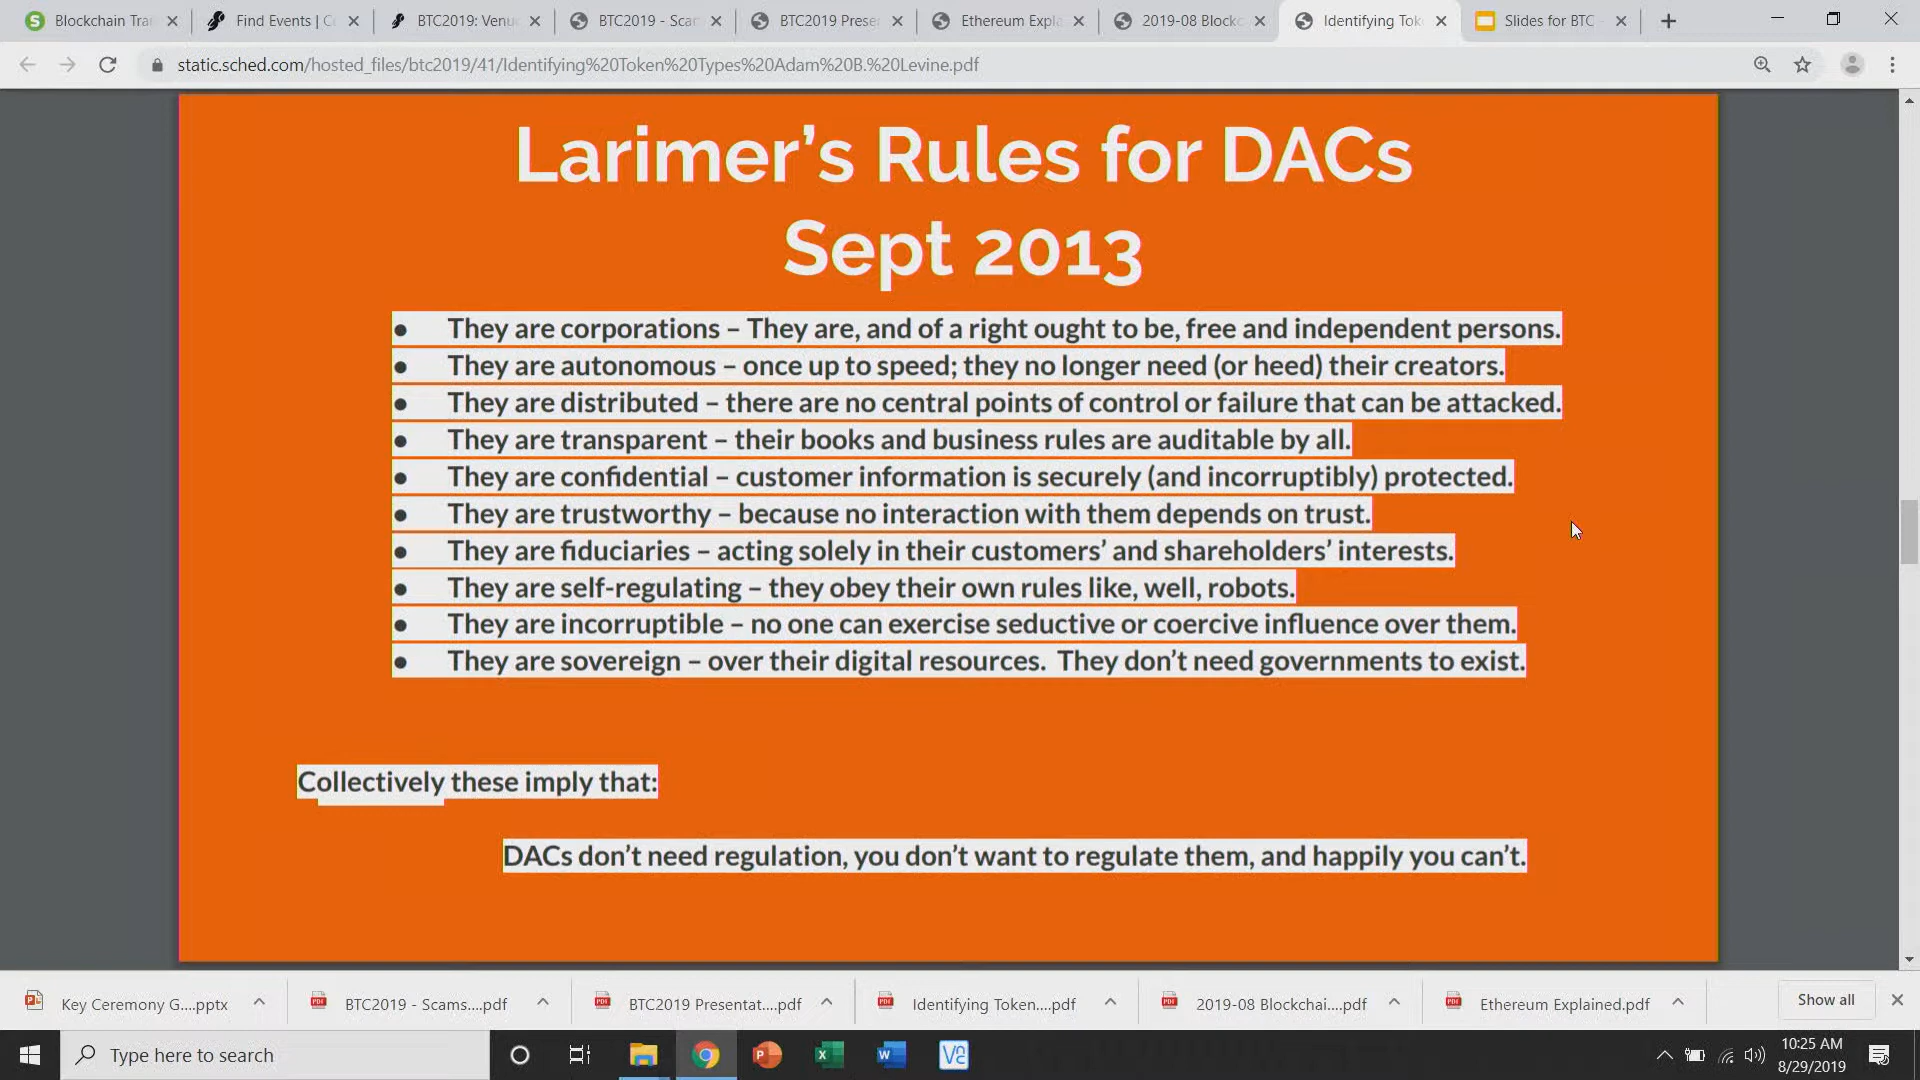 Blockchain Tra
Find Events | C
BTC2019: Venu
BTC2019 - Scam
BTC2019 Prese
Ethereum Expla
2019-08 Blockc
Identifying Tok
Slides for BTC
static.sched.com/hosted_files/btc2019/41/Identifying%20Token%20Types%20Adam%20B.%20Levine.pdf
Larimer’s Rules for DACs
Sept 2013
● They are corporations – They are, and of a right ought to be, free and independent persons.
● They are autonomous – once up to speed; they no longer need (or heed) their creators.
● They are distributed – there are no central points of control or failure that can be attacked.
● They are transparent – their books and business rules are auditable by all.
● They are confidential – customer information is securely (and incorruptibly) protected.
● They are trustworthy – because no interaction with them depends on trust.
● They are fiduciaries – acting solely in their customers’ and shareholders’ interests.
● They are self-regulating – they obey their own rules like, well, robots.
● They are incorruptible – no one can exercise seductive or coercive influence over them.
● They are sovereign – over their digital resources. They don’t need governments to exist.
Collectively these imply that:
DACs don’t need regulation, you don’t want to regulate them, and happily you can’t.
Key Ceremony G....pptx
BTC2019 - Scams....pdf
BTC2019 Presentat....pdf
Identifying Token....pdf
2019-08 Blockchai....pdf
Ethereum Explained.pdf
Show all
Type here to search
10:25 AM
8/29/2019